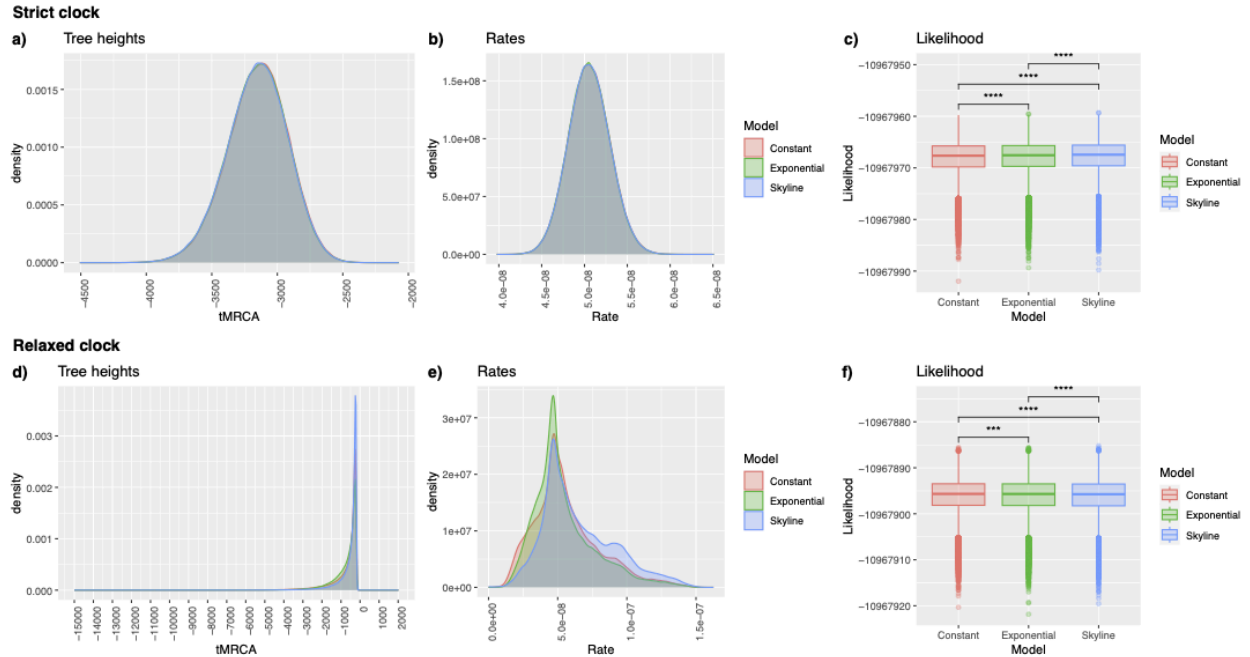 Strict clock
a) Tree heights
0.0015
0.0010
0.0005
0.0000
density
−4500 −4000 −3500 −3000 −2500 −2000
tMRCA
b) Rates
1.5e+08
1.0e+08
5.0e+07
0.0e+00
density
4.0e−08 4.5e−08 5.0e−08 5.5e−08 6.0e−08 6.5e−08
Rate
Model
Constant
Exponential
Skyline
c) Likelihood
−10967950
−10967960
−10967970
−10967980
−10967990
Likelihood
****
****
****
Constant Exponential Skyline
Model
Model
Constant
Exponential
Skyline
Relaxed clock
d) Tree heights
0.003
0.002
0.001
0.000
density
−15000 −14000 −13000 −12000 −11000 −10000 −9000 −8000 −7000 −6000 −5000 −4000 −3000 −2000 −1000 0 1000 2000
tMRCA
e) Rates
3e+07
2e+07
1e+07
0e+00
density
0.0e+00 5.0e−08 1.0e−07 1.5e−07
Rate
Model
Constant
Exponential
Skyline
f) Likelihood
−10967880
−10967890
−10967900
−10967910
−10967920
Likelihood
****
****
***
Constant Exponential Skyline
Model
Model
Constant
Exponential
Skyline